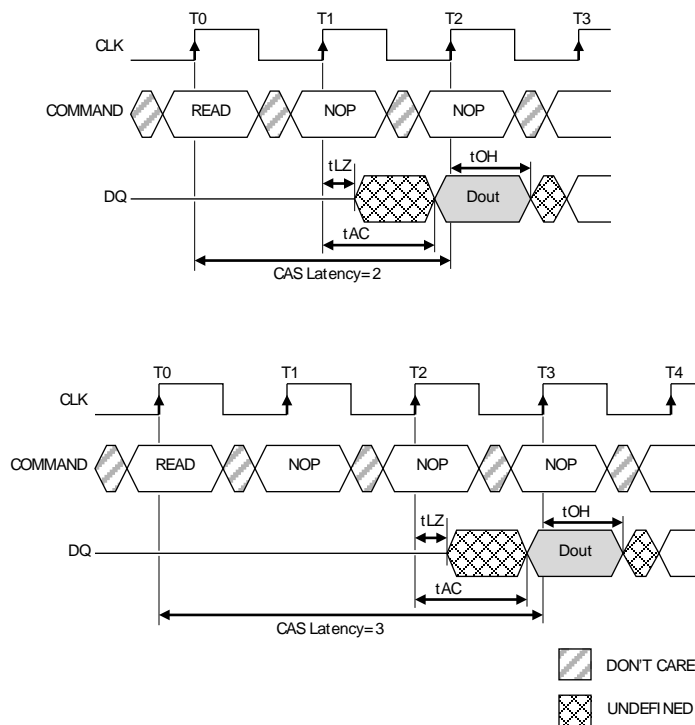 T0 T1 T2 T3
CLK
COMMAND READ NOP NOP
tLZ tOH
DQ Dout
tAC
CAS Latency=2
T0 T1 T2 T3 T4
CLK
COMMAND READ NOP NOP NOP
tLZ tOH
DQ Dout
tAC
CAS Latency=3
DON'T CARE
UNDEFINED